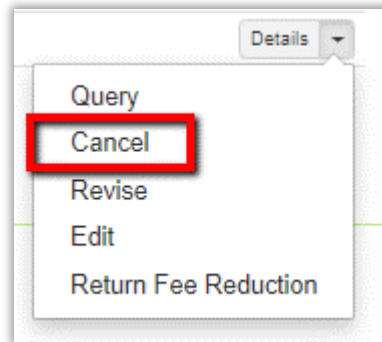 Details
Query
Cancel
Revise
Edit
Return Fee Reduction